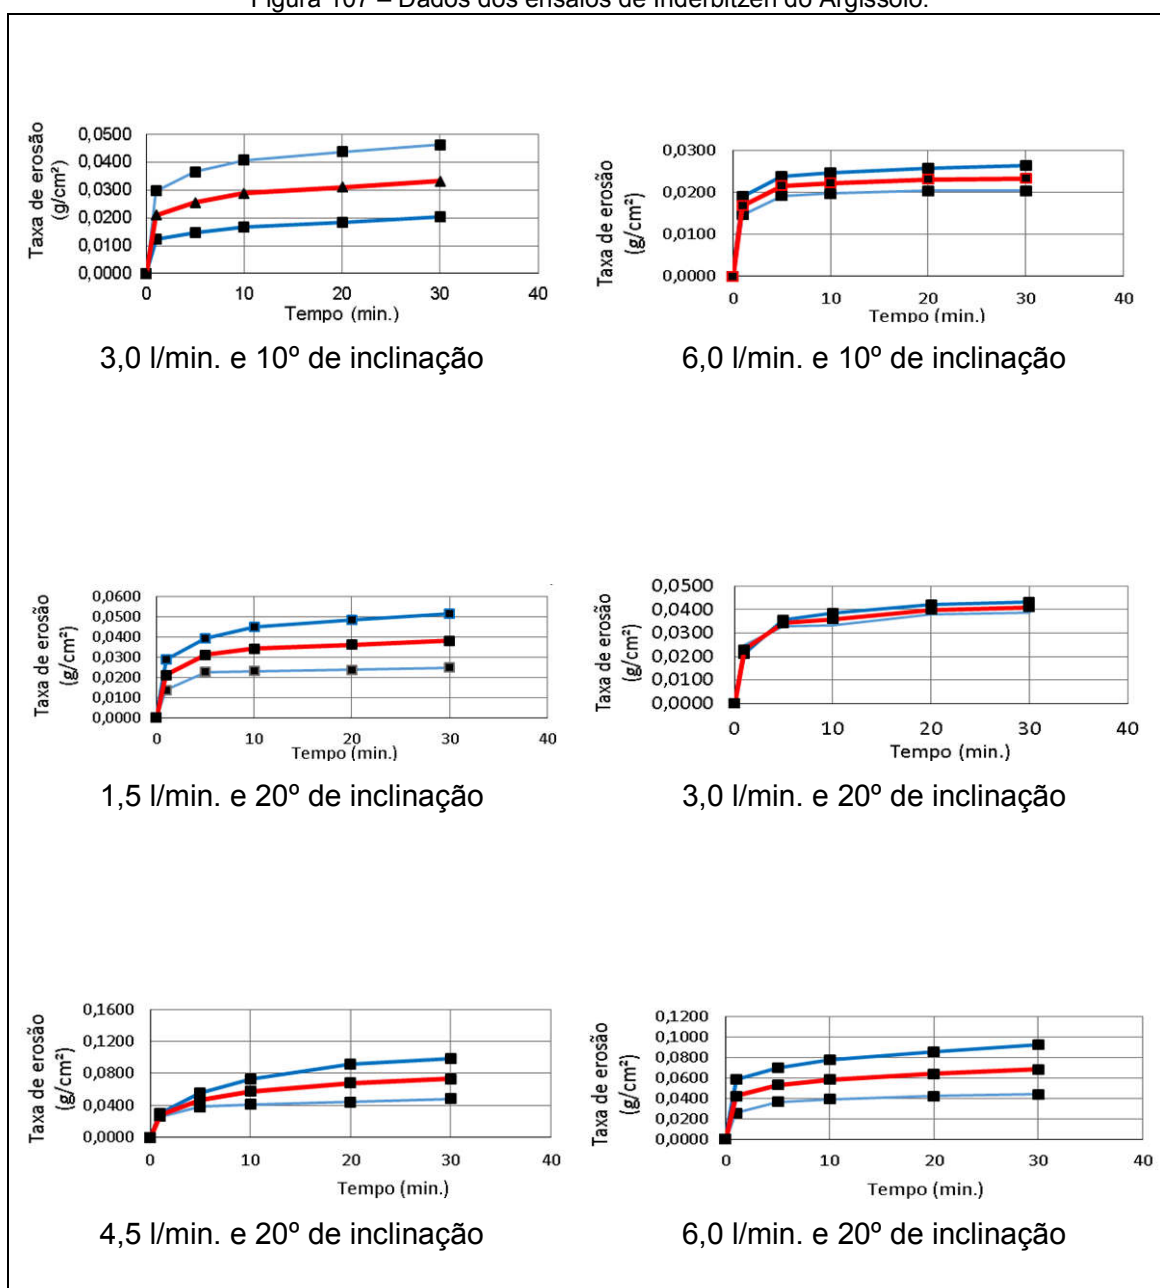 Figura 107 – Dados dos ensaios de Inderbitzen do Argissolo.
Taxa de erosão
(g/cm²)
0,0500
0,0400
0,0300
0,0200
0,0100
0,0000
0 10 20 30 40
Tempo (min.)
3,0 l/min. e 10º de inclinação
Taxa de erosão
(g/cm²)
0,0300
0,0200
0,0100
0,0000
0 10 20 30 40
Tempo (min.)
6,0 l/min. e 10º de inclinação
Taxa de erosão
(g/cm²)
0,0600
0,0500
0,0400
0,0300
0,0200
0,0100
0,0000
0 10 20 30 40
Tempo (min.)
1,5 l/min. e 20º de inclinação
Taxa de erosão
(g/cm²)
0,0500
0,0400
0,0300
0,0200
0,0100
0,0000
0 10 20 30 40
Tempo (min.)
3,0 l/min. e 20º de inclinação
Taxa de erosão
(g/cm²)
0,1600
0,1200
0,0800
0,0400
0,0000
0 10 20 30 40
Tempo (min.)
4,5 l/min. e 20º de inclinação
Taxa de erosão
(g/cm²)
0,1200
0,1000
0,0800
0,0600
0,0400
0,0200
0,0000
0 10 20 30 40
Tempo (min.)
6,0 l/min. e 20º de inclinação